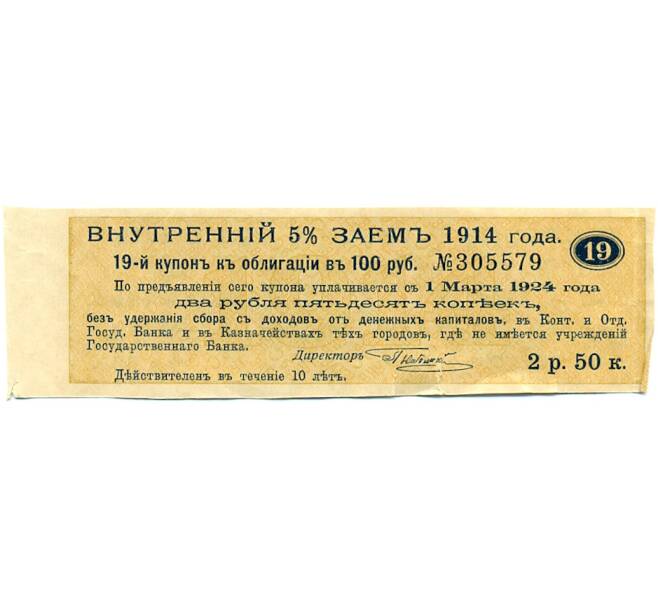 ВНУТРЕННІЙ 5% ЗАЕМЪ 1914 года.
19
19-й купонъ къ облигаціи въ 100 руб. №305579
По предъявленіи сего купона уплачивается съ 1 Марта 1924 года
два рубля пятьдесятъ копѣекъ,
безъ удержанія сбора съ доходовъ отъ денежныхъ капиталовъ, въ Конт. и Отд.
Госуд. Банка и въ Казначействахъ тѣхъ городовъ, гдѣ не имѣется учрежденій
Государственнаго Банка.
Директоръ
2 р. 50 к.
Дѣйствителенъ въ теченіе 10 лѣтъ.